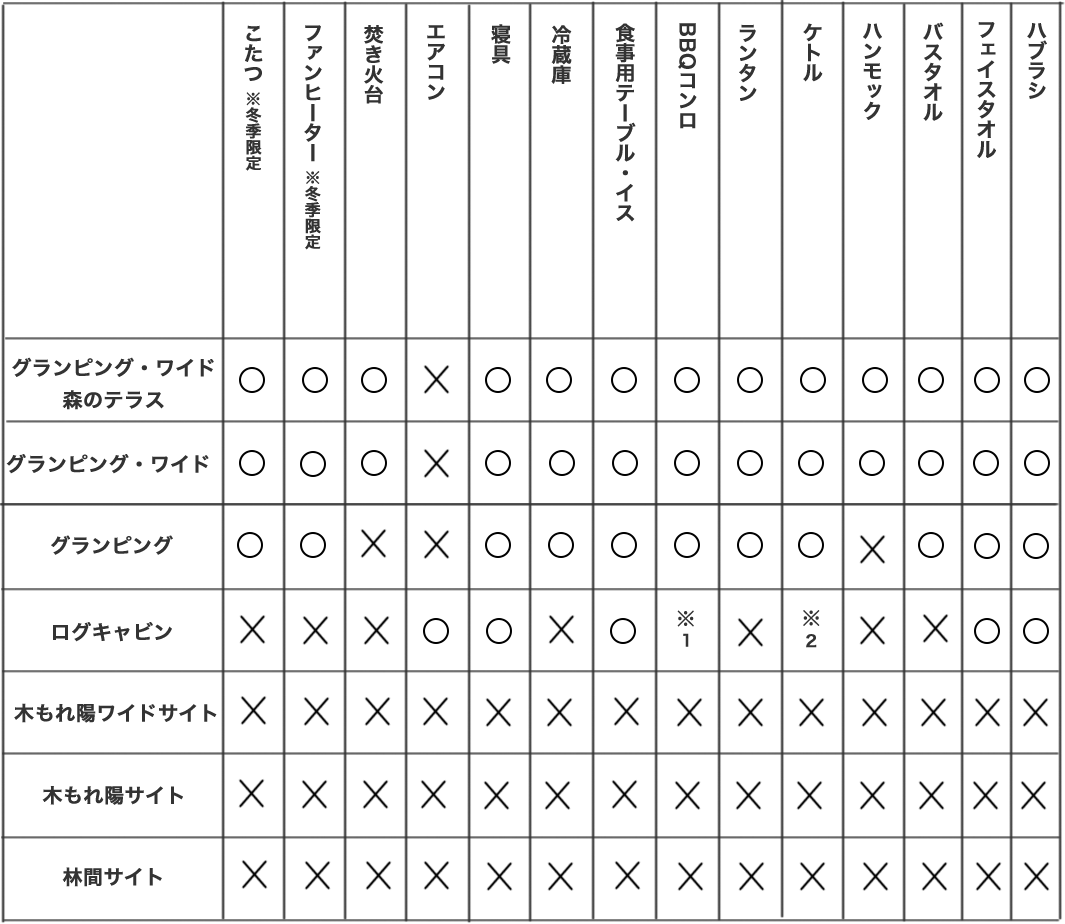 こたつ ※冬季限定
ファンヒーター ※冬季限定
焚き火台
エアコン
寝具
冷蔵庫
食事用テーブル・イス
BBQコンロ
ランタン
ケトル
ハンモック
バスタオル
フェイスタオル
ハブラシ
グランピング・ワイド
森のテラス
○ ○ ○ × ○ ○ ○ ○ ○ ○ ○ ○ ○ ○
グランピング・ワイド ○ ○ ○ × ○ ○ ○ ○ ○ ○ ○ ○ ○ ○
グランピング ○ ○ × × ○ ○ ○ ○ ○ ○ × ○ ○ ○
ログキャビン × × × ○ ○ × ○ ※1 × ※2 × × ○ ○
木もれ陽ワイドサイト × × × × × × × × × × × × × ×
木もれ陽サイト × × × × × × × × × × × × × ×
林間サイト × × × × × × × × × × × × × ×